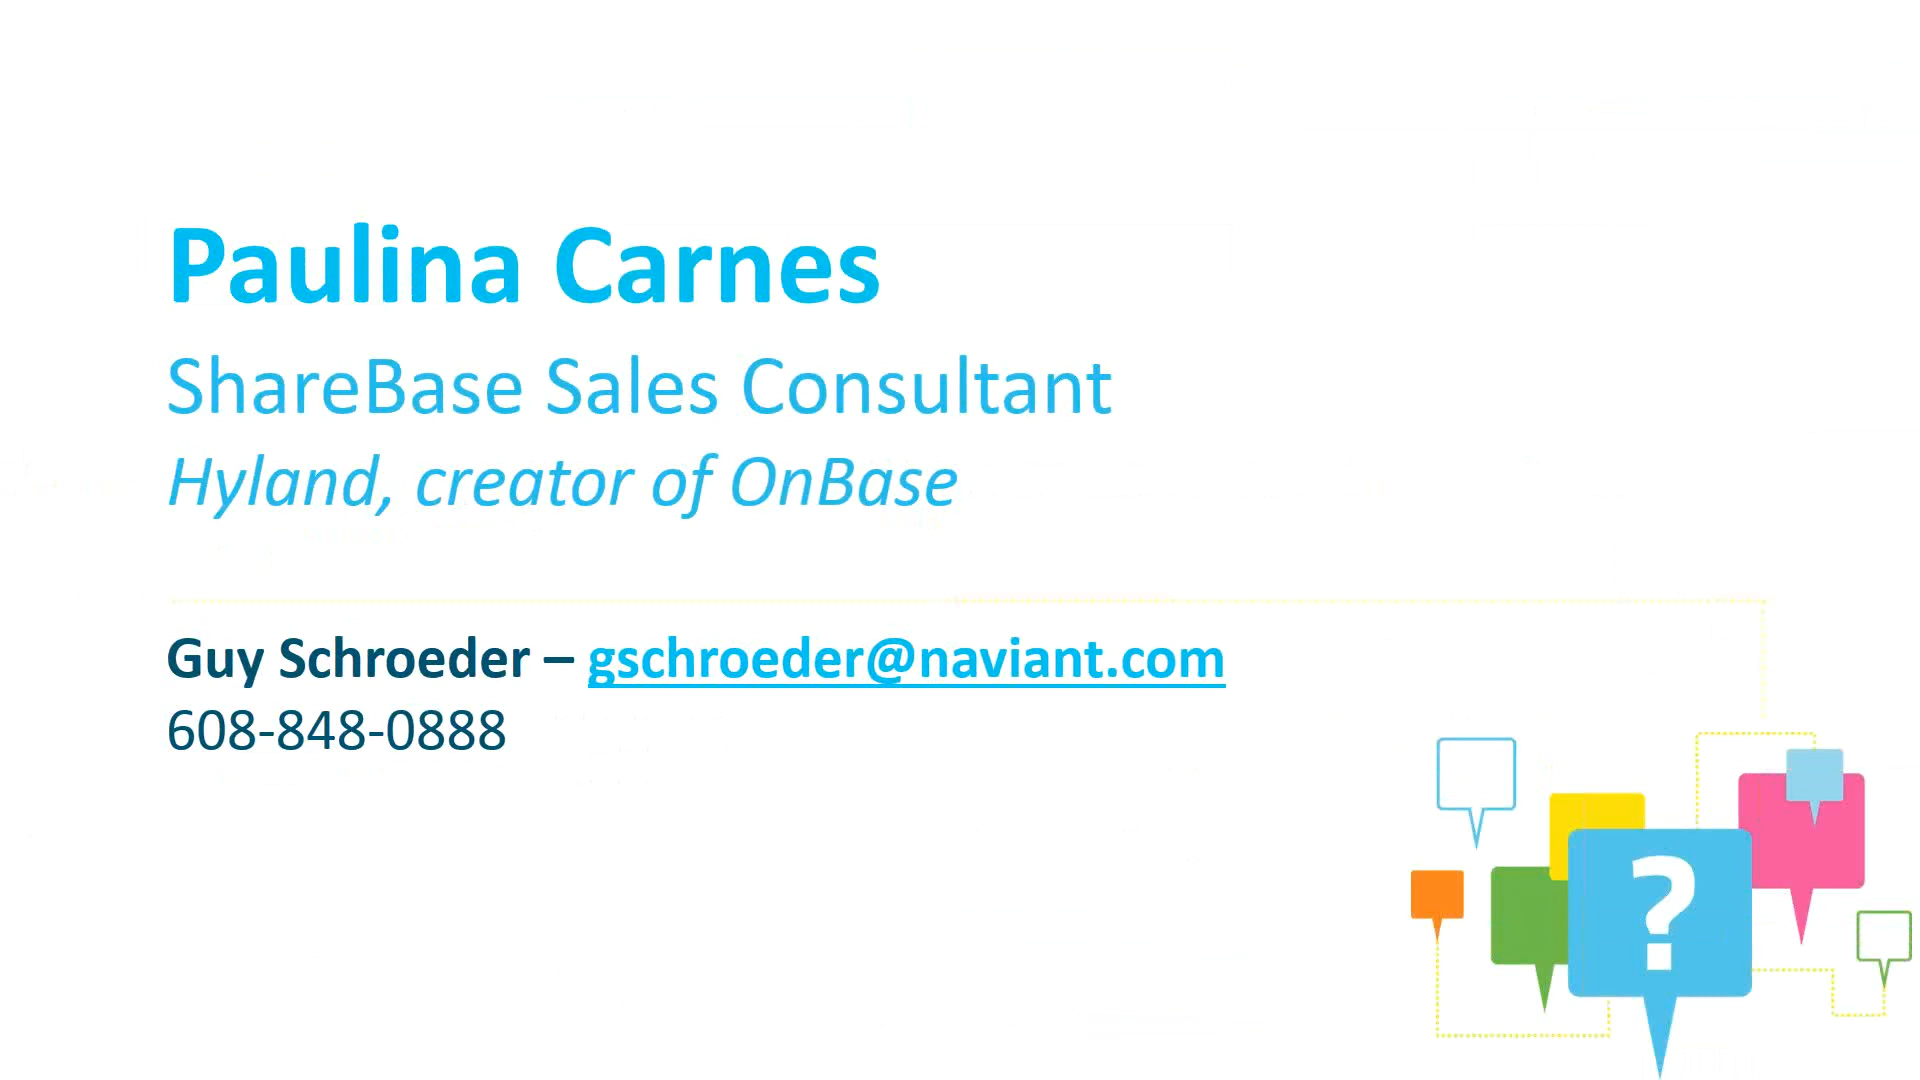 Paulina Carnes
ShareBase Sales Consultant
Hyland, creator of OnBase
Guy Schroeder – gschroeder@naviant.com
608-848-0888
?